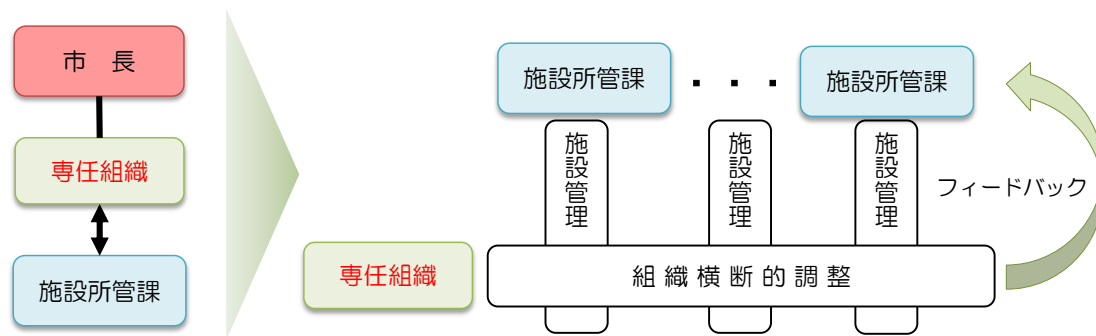 市　長
専任組織
施設所管課
施設所管課
・・・
施設所管課
施設管理
施設管理
施設管理
フィードバック
専任組織
組織横断的調整